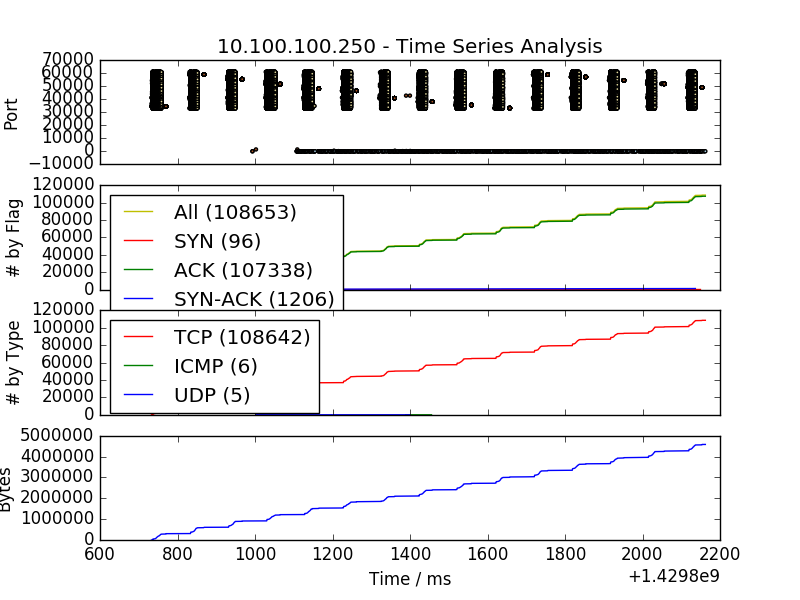 10.100.100.250 - Time Series Analysis
70000
60000
50000
40000
30000
20000
10000
0
−10000
Port
120000
100000
80000
60000
40000
20000
0
# by Flag
All (108653)
SYN (96)
ACK (107338)
SYN-ACK (1206)
120000
100000
80000
60000
40000
20000
0
# by Type
TCP (108642)
ICMP (6)
UDP (5)
5000000
4000000
3000000
2000000
1000000
0
Bytes
600 800 1000 1200 1400 1600 1800 2000 2200
Time / ms
+1.4298e9